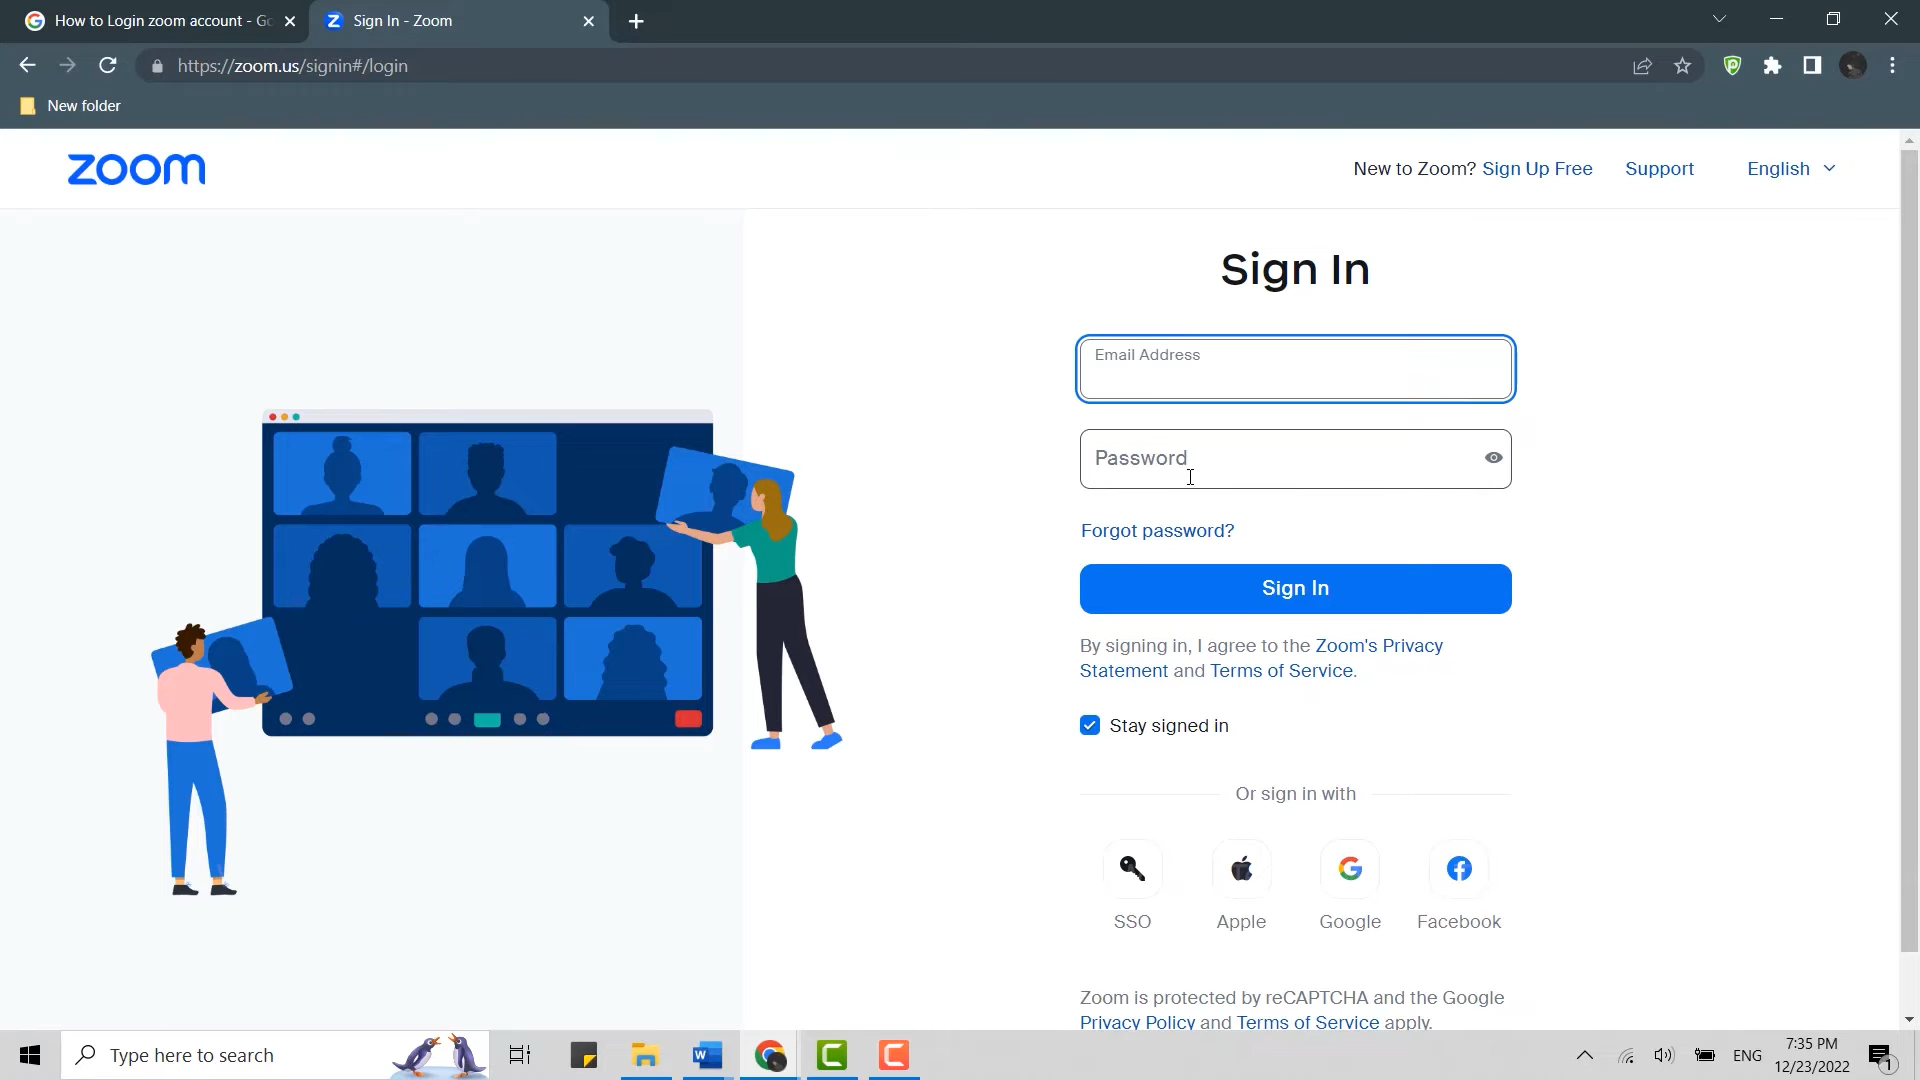 How to Login zoom account - Go
Sign In - Zoom
https://zoom.us/signin#/login
New folder
zoom
New to Zoom? Sign Up Free
Support
English
Sign In
Email Address
Password
Forgot password?
Sign In
By signing in, I agree to the Zoom's Privacy
Statement and Terms of Service.
Stay signed in
Or sign in with
SSO
Apple
Google
Facebook
Zoom is protected by reCAPTCHA and the Google
Privacy Policy and Terms of Service apply.
Type here to search
ENG
7:35 PM
12/23/2022
1